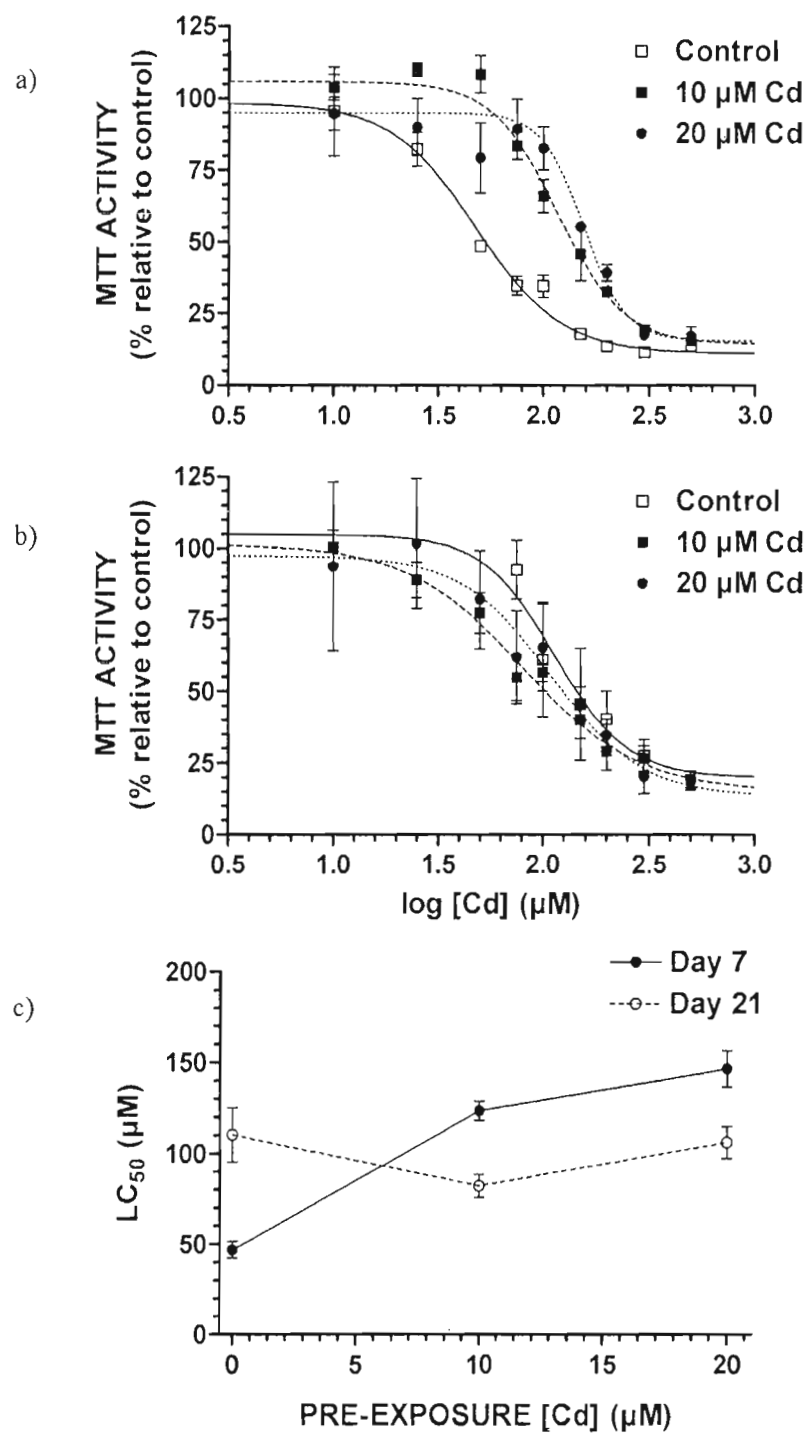 a)
MTT ACTIVITY
(% relative to control)
125
100
75
50
25
0
0.5 1.0 1.5 2.0 2.5 3.0
Control
10 µM Cd
20 µM Cd
b)
MTT ACTIVITY
(% relative to control)
125
100
75
50
25
0
0.5 1.0 1.5 2.0 2.5 3.0
log [Cd] (µM)
Control
10 µM Cd
20 µM Cd
c)
Day 7
Day 21
LC50 (µM)
200
150
100
50
0
0 5 10 15 20
PRE-EXPOSURE [Cd] (µM)